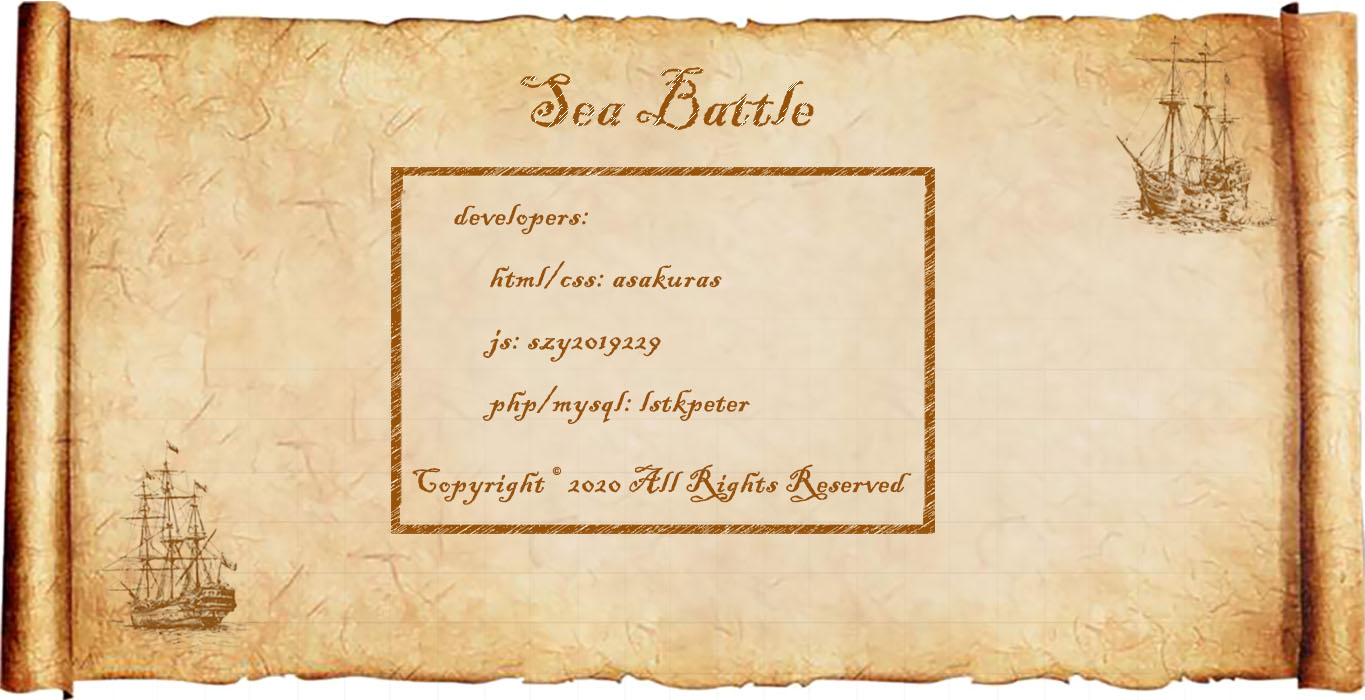 Sea Battle
developers:
html/css: asakuras
js: szy2019229
php/mysql: lstkpeter
Copyright © 2020 All Rights Reserved